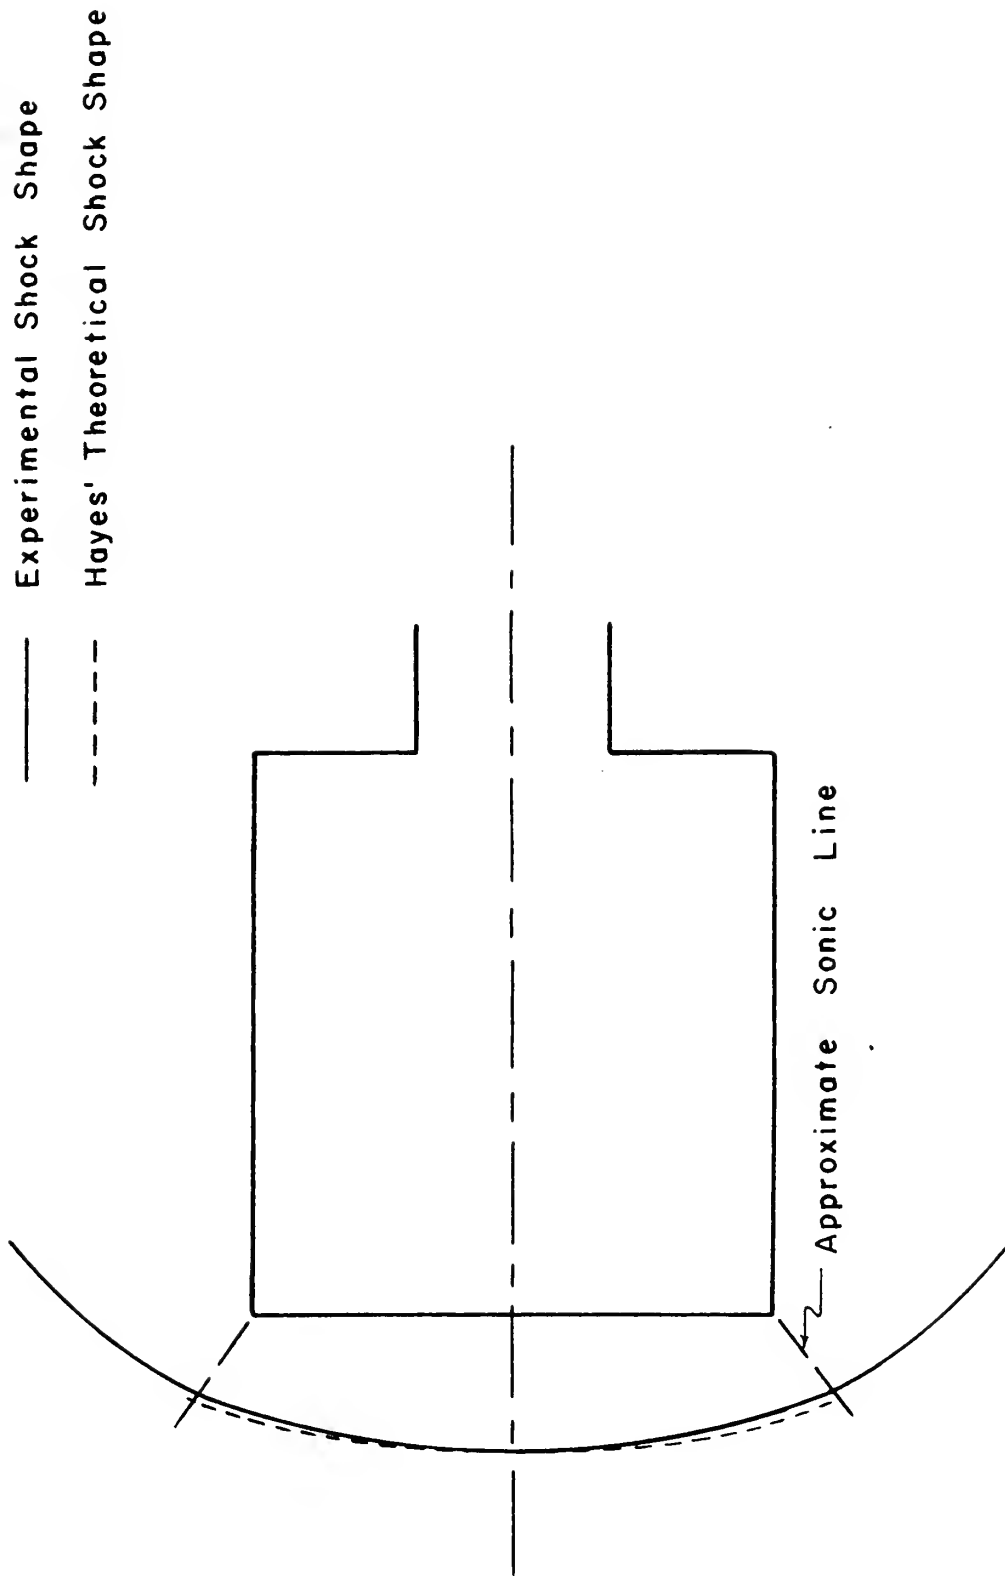 Experimental Shock Shape
Hayes' Theoretical Shock Shape
Approximate Sonic Line